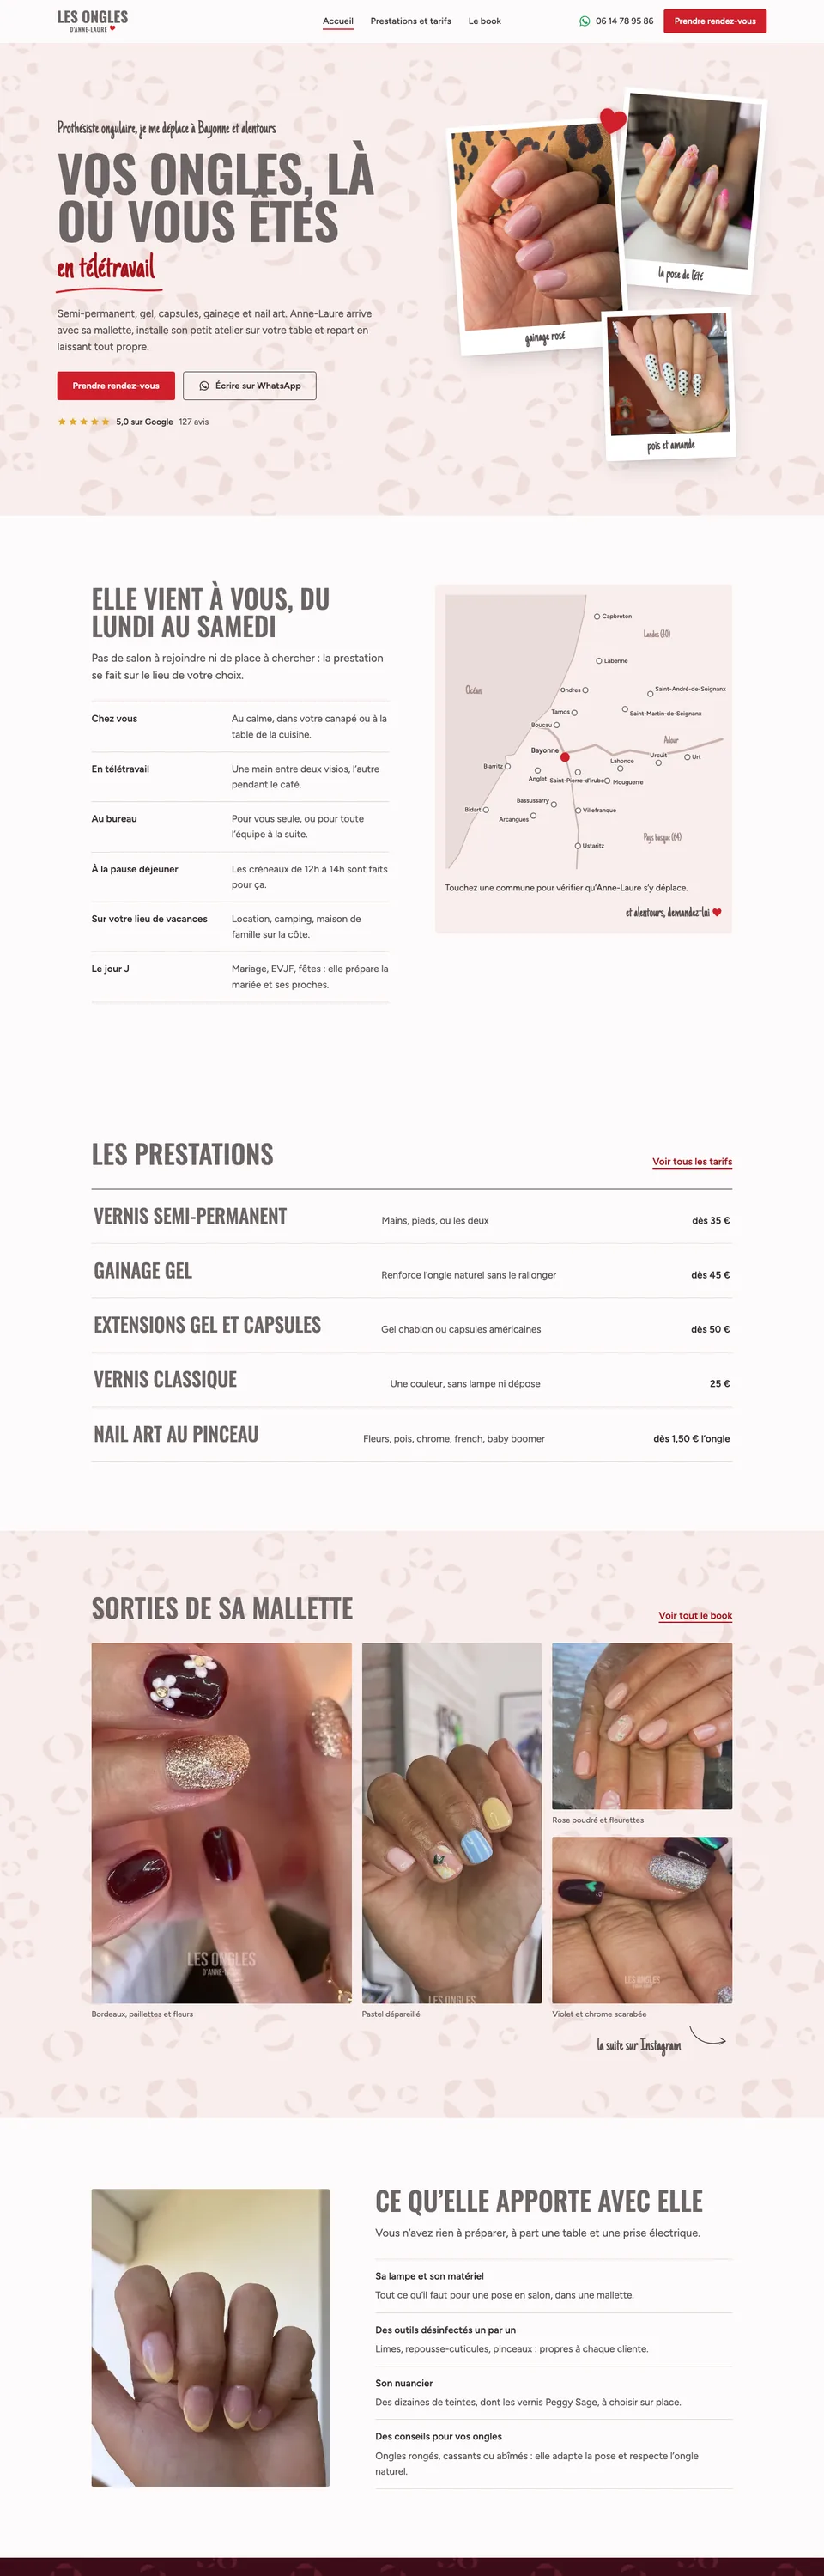 LES ONGLES
D'ANNE-LAURE
Accueil
Prestations et tarifs
Le book
06 14 78 95 86
Prendre rendez-vous
Prothésiste ongulaire, je me déplace à Bayonne et alentours
VOS ONGLES, LÀ
OÙ VOUS ÊTES
en télétravail
Semi-permanent, gel, capsules, gainage et nail art. Anne-Laure arrive
avec sa mallette, installe son petit atelier sur votre table et repart en
laissant tout propre.
Prendre rendez-vous
Écrire sur WhatsApp
5,0 sur Google 127 avis
gainage rosé
la pose de l'été
pois et amande
ELLE VIENT À VOUS, DU
LUNDI AU SAMEDI
Pas de salon à rejoindre ni de place à chercher : la prestation
se fait sur le lieu de votre choix.
Chez vous
Au calme, dans votre canapé ou à la
table de la cuisine.
En télétravail
Une main entre deux visios, l'autre
pendant le café.
Au bureau
Pour vous seule, ou pour toute
l'équipe à la suite.
À la pause déjeuner
Les créneaux de 12h à 14h sont faits
pour ça.
Sur votre lieu de vacances
Location, camping, maison de
famille sur la côte.
Le jour J
Mariage, EVJF, fêtes : elle prépare la
mariée et ses proches.
Capbreton
Landes (40)
Labenne
Océan
Ondres
Saint-André-de-Seignanx
Tarnos
Saint-Martin-de-Seignanx
Boucau
Adour
Bayonne
Urcuit
Urt
Lahonce
Biarritz
Anglet
Saint-Pierre-d'Irube
Mouguerre
Bassussarry
Bidart
Villefranque
Arcangues
Pays basque (64)
Ustaritz
Touchez une commune pour vérifier qu'Anne-Laure s'y déplace.
et alentours, demandez-lui
LES PRESTATIONS
Voir tous les tarifs
VERNIS SEMI-PERMANENT
Mains, pieds, ou les deux
dès 35 €
GAINAGE GEL
Renforce l'ongle naturel sans le rallonger
dès 45 €
EXTENSIONS GEL ET CAPSULES
Gel chablon ou capsules américaines
dès 50 €
VERNIS CLASSIQUE
Une couleur, sans lampe ni dépose
25 €
NAIL ART AU PINCEAU
Fleurs, pois, chrome, french, baby boomer
dès 1,50 € l'ongle
SORTIES DE SA MALLETTE
Voir tout le book
LES ONGLES
LES ONGLES
Rose poudré et fleurettes
LES ONGLES
Bordeaux, paillettes et fleurs
Pastel dépareillé
Violet et chrome scarabée
la suite sur Instagram
CE QU'ELLE APPORTE AVEC ELLE
Vous n'avez rien à préparer, à part une table et une prise électrique.
Sa lampe et son matériel
Tout ce qu'il faut pour une pose en salon, dans une mallette.
Des outils désinfectés un par un
Limes, repousse-cuticules, pinceaux : propres à chaque cliente.
Son nuancier
Des dizaines de teintes, dont les vernis Peggy Sage, à choisir sur place.
Des conseils pour vos ongles
Ongles rongés, cassants ou abîmés : elle adapte la pose et respecte l'ongle
naturel.